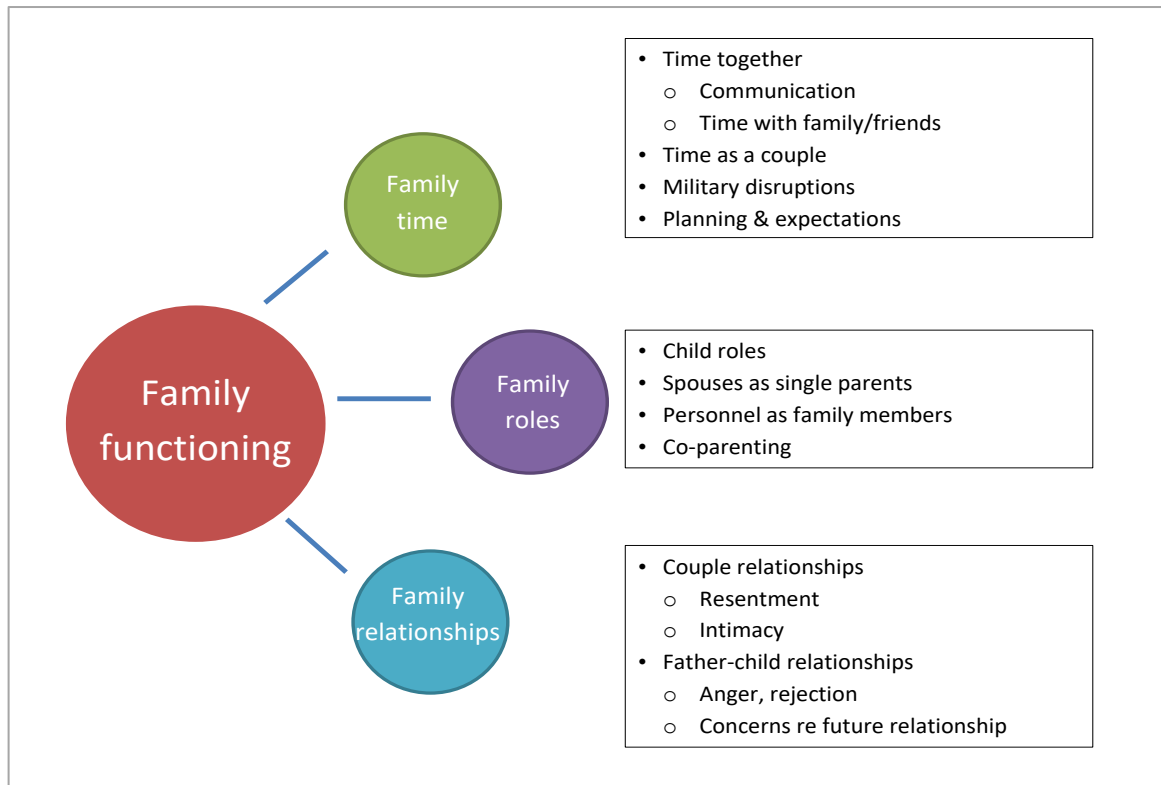 Family
functioning
Family
time
• Time together
o Communication
o Time with family/friends
• Time as a couple
• Military disruptions
• Planning & expectations
Family
roles
• Child roles
• Spouses as single parents
• Personnel as family members
• Co-parenting
Family
relationships
• Couple relationships
o Resentment
o Intimacy
• Father-child relationships
o Anger, rejection
o Concerns re future relationship